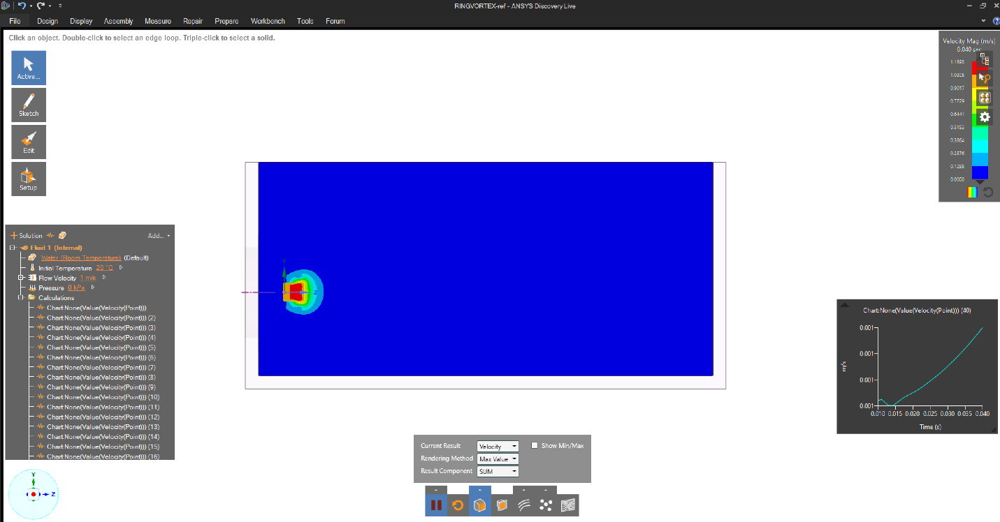 RINGVORTEX-ref - ANSYS Discovery Live
File Design Display Assembly Measure Repair Prepare Workbench Tools Forum
Click an object. Double-click to select an edge loop. Triple-click to select a solid.
Active...
Sketch
Edit
Setup
Velocity Mag (m/s)
0.040 sec
1.1593
1.0305
0.9017
0.7729
0.6441
0.5153
0.3864
0.2576
0.1288
0.0000
Y
Z
Solution Add...
Fluid 1 (Internal)
Water (Room Temperature) (Default)
Initial Temperature 20 °C
Flow Velocity 1 m/s
Pressure 0 kPa
Calculations
Chart:None(Value(Velocity(Point)))
Chart:None(Value(Velocity(Point))) (2)
Chart:None(Value(Velocity(Point))) (3)
Chart:None(Value(Velocity(Point))) (4)
Chart:None(Value(Velocity(Point))) (5)
Chart:None(Value(Velocity(Point))) (6)
Chart:None(Value(Velocity(Point))) (7)
Chart:None(Value(Velocity(Point))) (8)
Chart:None(Value(Velocity(Point))) (9)
Chart:None(Value(Velocity(Point))) (10)
Chart:None(Value(Velocity(Point))) (11)
Chart:None(Value(Velocity(Point))) (12)
Chart:None(Value(Velocity(Point))) (13)
Chart:None(Value(Velocity(Point))) (14)
Chart:None(Value(Velocity(Point))) (15)
Chart:None(Value(Velocity(Point))) (16)
Chart:None(Value(Velocity(Point))) (40)
0.001
0.001
0.001
0.001
m/s
0.010 0.015 0.020 0.025 0.030 0.035 0.040
Time (s)
Current Result Velocity Show Min/Max
Rendering Method Max Value
Result Component SUM
Y
Z